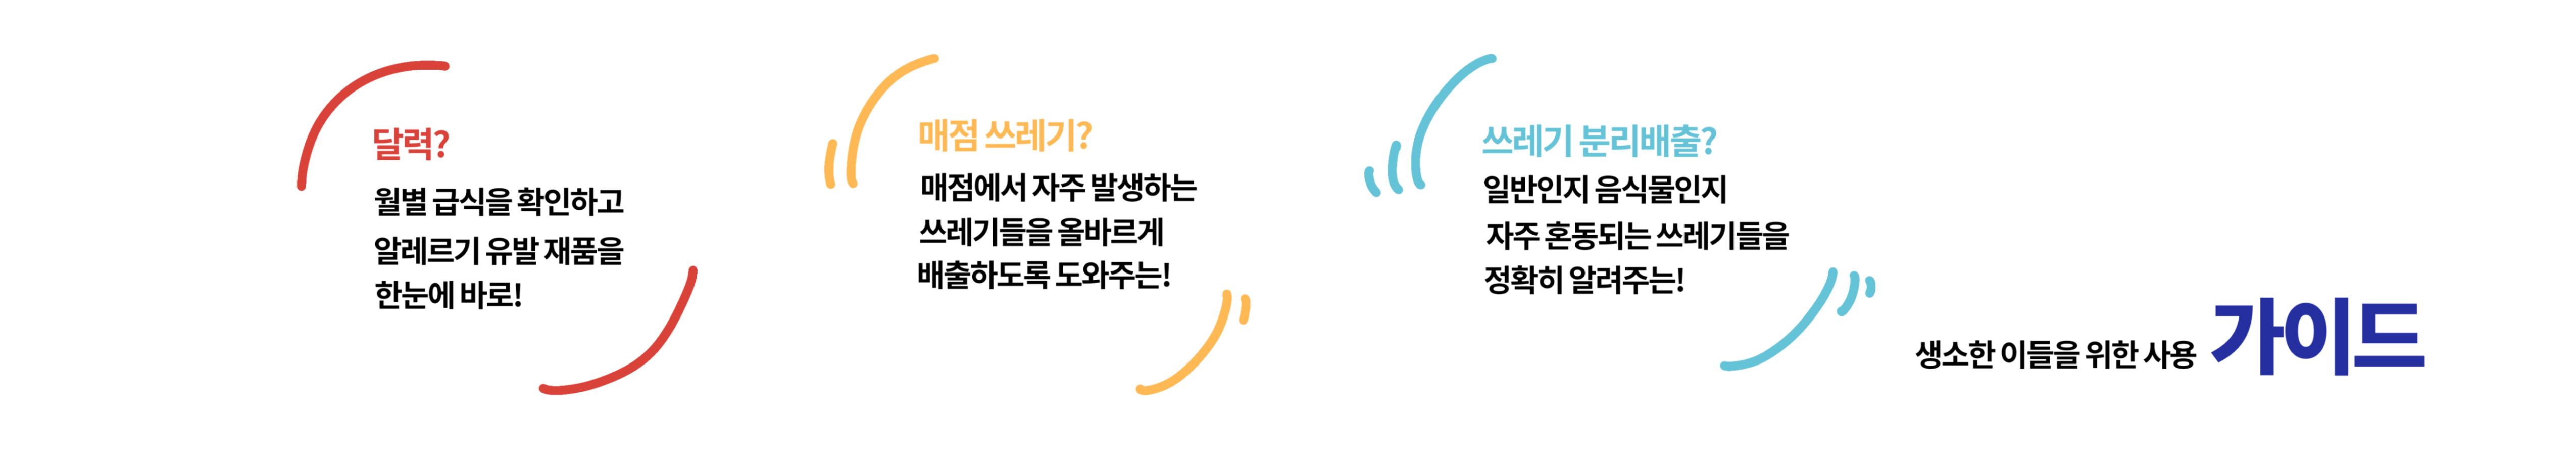 달력?
월별 급식을 확인하고
알레르기 유발 재품을
한눈에 바로!
매점 쓰레기?
매점에서 자주 발생하는
쓰레기들을 올바르게
배출하도록 도와주는!
쓰레기 분리배출?
일반인지 음식물인지
자주 혼동되는 쓰레기들을
정확히 알려주는!
생소한 이들을 위한 사용 가이드